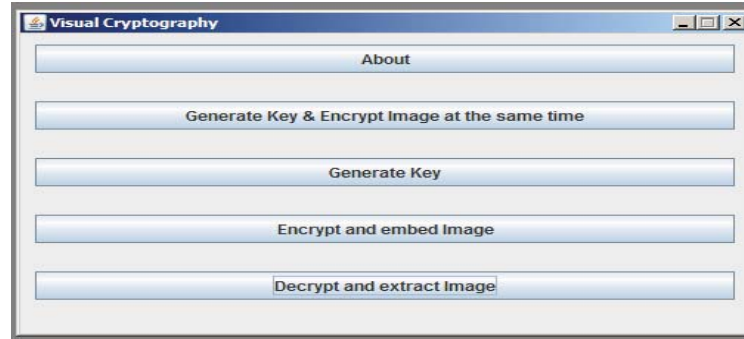 Visual Cryptography
About
Generate Key & Encrypt Image at the same time
Generate Key
Encrypt and embed Image
Decrypt and extract Image